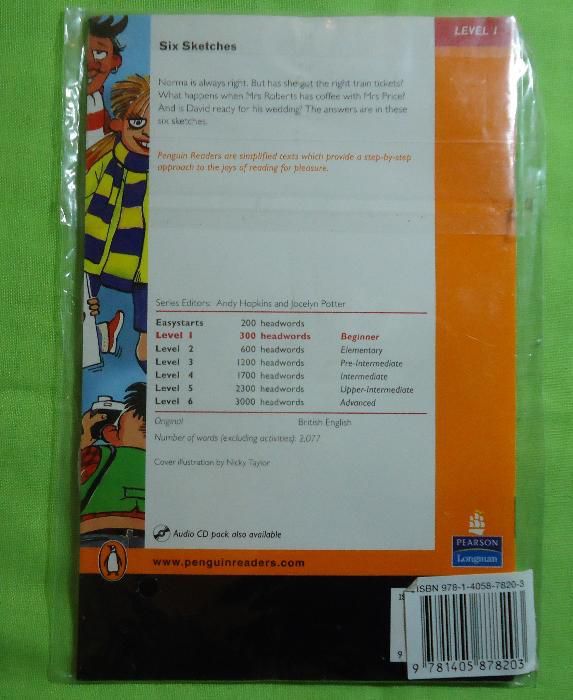 LEVEL 1
Six Sketches
Norma is always right. But has she got the right train tickets?
What happens when Mrs Roberts has coffee with Mrs Price?
And is David ready for his wedding? The answers are in these
six sketches.
Penguin Readers are simplified texts which provide a step-by-step
approach to the joys of reading for pleasure.
Series Editors: Andy Hopkins and Jocelyn Potter
Easystarts 200 headwords
Level 1 300 headwords Beginner
Level 2 600 headwords Elementary
Level 3 1200 headwords Pre-Intermediate
Level 4 1700 headwords Intermediate
Level 5 2300 headwords Upper-Intermediate
Level 6 3000 headwords Advanced
Original British English
Number of words (excluding activities): 2,077
Cover illustration by Nicky Taylor
Audio CD pack also available
PEARSON
Longman
www.penguinreaders.com
ISBN 978-1-4058-7820-3
9 781405 878203